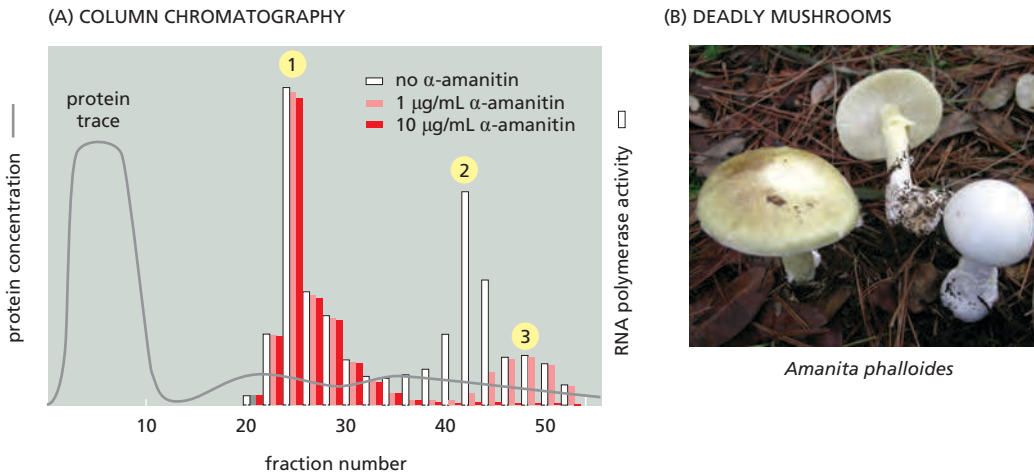 (A) COLUMN CHROMATOGRAPHY
protein concentration
protein
trace
1
2
3
no α-amanitin
1 μg/mL α-amanitin
10 μg/mL α-amanitin
RNA polymerase activity
10
20
30
40
50
fraction number
(B) DEADLY MUSHROOMS
Amanita phalloides